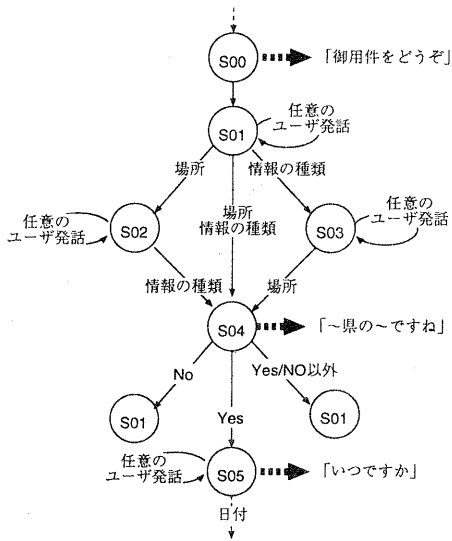 S00
「御用件をどうぞ」
S01
任意の
ユーザ発話
場所
場所
情報の種類
情報の種類
任意の
ユーザ発話
S02
S03
任意の
ユーザ発話
情報の種類
場所
S04
「~県の~ですね」
No
Yes
Yes/NO以外
S01
S01
任意の
ユーザ発話
S05
「いつですか」
日付